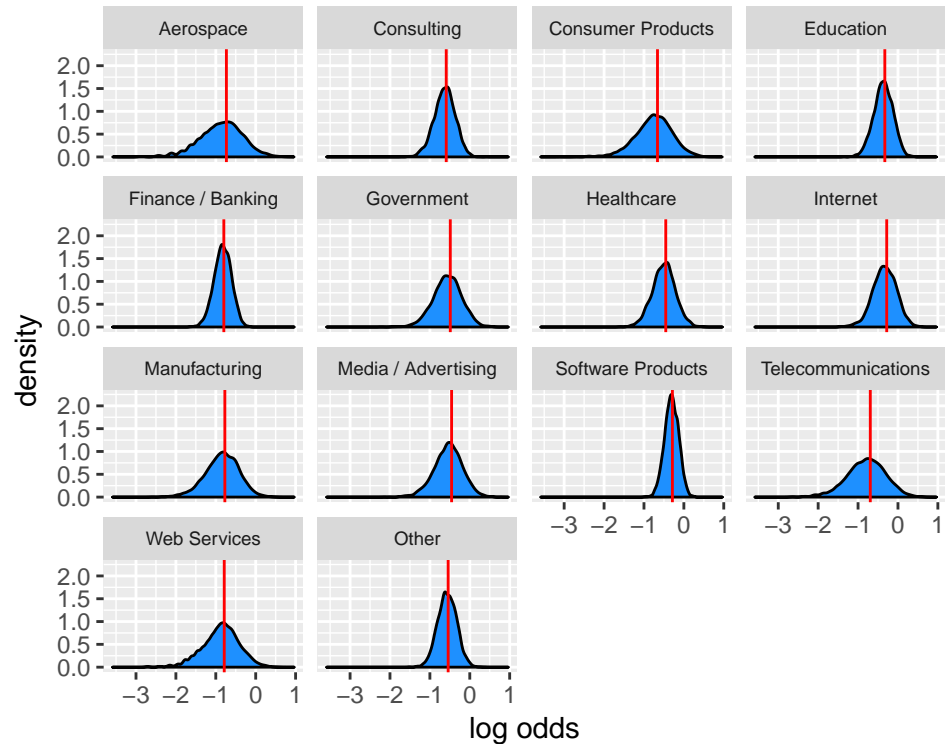 Aerospace
Consulting
Consumer Products
Education
2.0
1.5
1.0
0.5
0.0
Finance / Banking
Government
Healthcare
Internet
2.0
1.5
1.0
0.5
0.0
density
Manufacturing
Media / Advertising
Software Products
Telecommunications
2.0
1.5
1.0
0.5
0.0
−3 −2 −1 0 1
−3 −2 −1 0 1
Web Services
Other
2.0
1.5
1.0
0.5
0.0
−3 −2 −1 0 1
−3 −2 −1 0 1
log odds